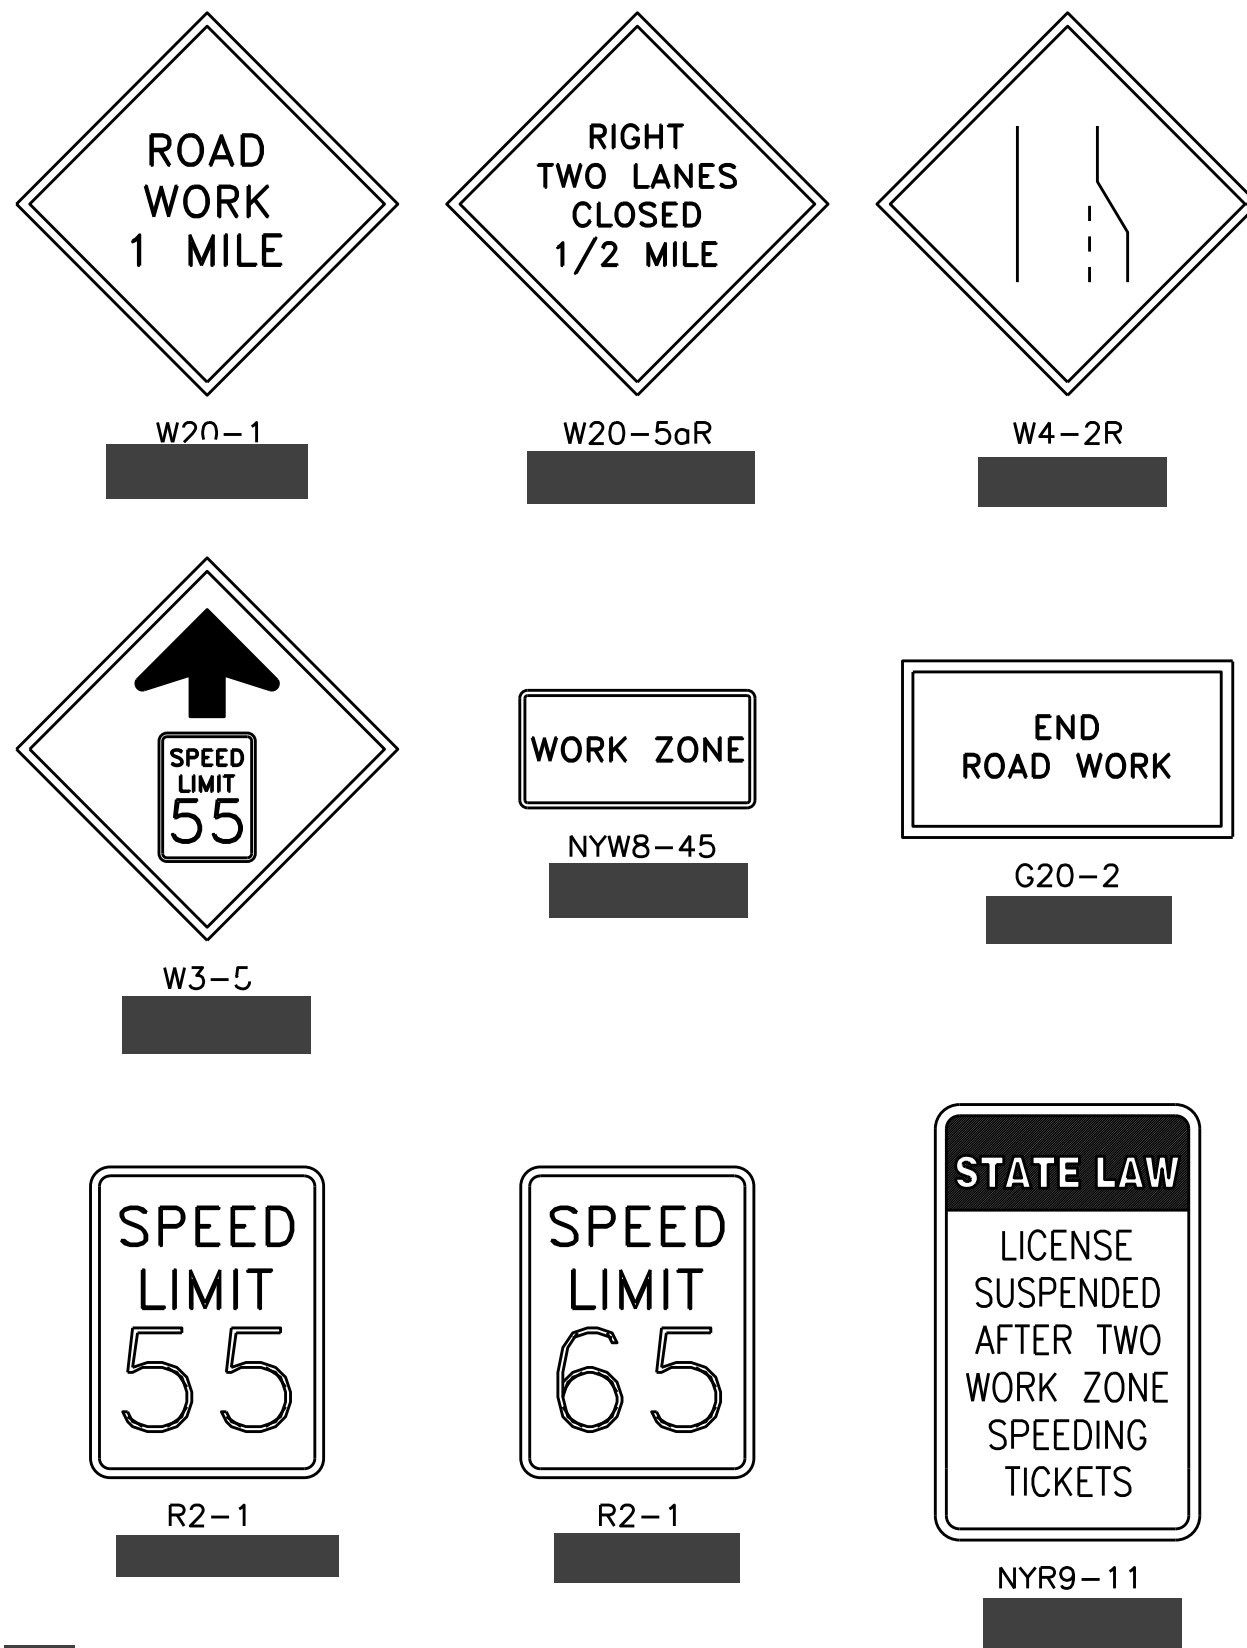 ROAD
WORK
1 MILE
W20-1
RIGHT
TWO LANES
CLOSED
1/2 MILE
W20-5aR
W4-2R
SPEED
LIMIT
55
W3-5
WORK ZONE
NYW8-45
END
ROAD WORK
G20-2
SPEED
LIMIT
55
R2-1
SPEED
LIMIT
65
R2-1
STATE LAW
LICENSE
SUSPENDED
AFTER TWO
WORK ZONE
SPEEDING
TICKETS
NYR9-11